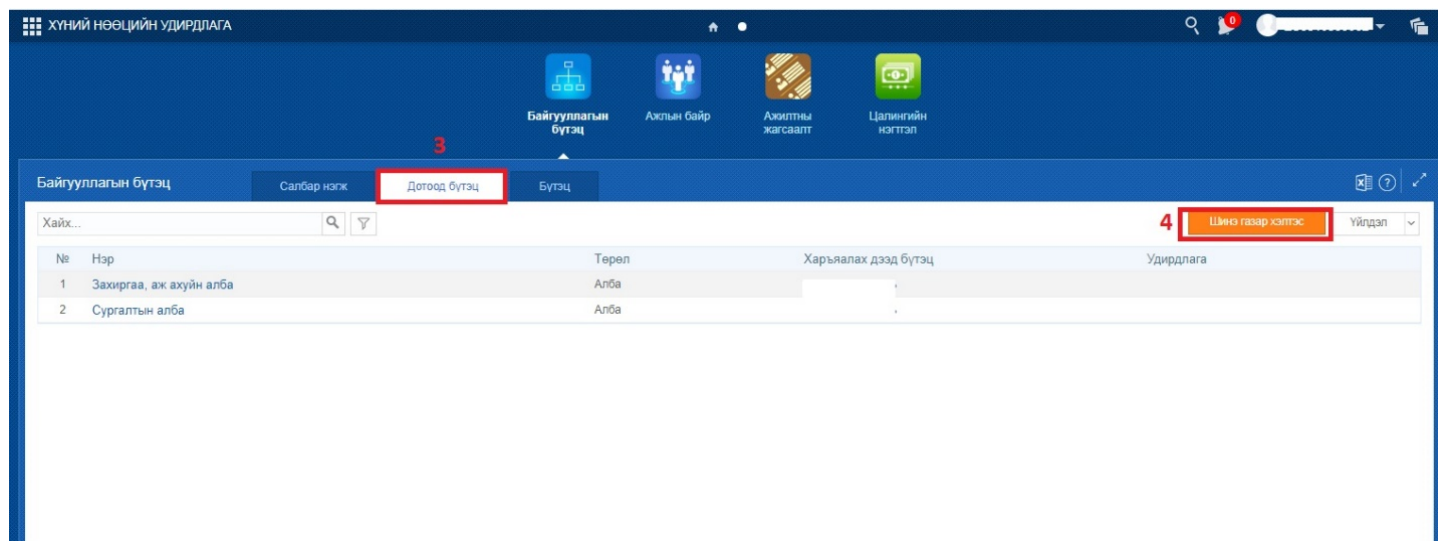 ХҮНИЙ НӨӨЦИЙН УДИРДЛАГА
0
Байгууллагын бүтэц
Ажлын байр
Ажилтны жагсаалт
Цалингийн нэгтгэл
3
Байгууллагын бүтэц
Салбар нэгж
Дотоод бүтэц
Бүтэц
Хайх...
4
Шинэ газар хэлтэс
Үйлдэл
№ Нэр Төрөл Харъяалах дээд бүтэц Удирдлага
1 Захиргаа, аж ахуйн алба Алба
2 Сургалтын алба Алба